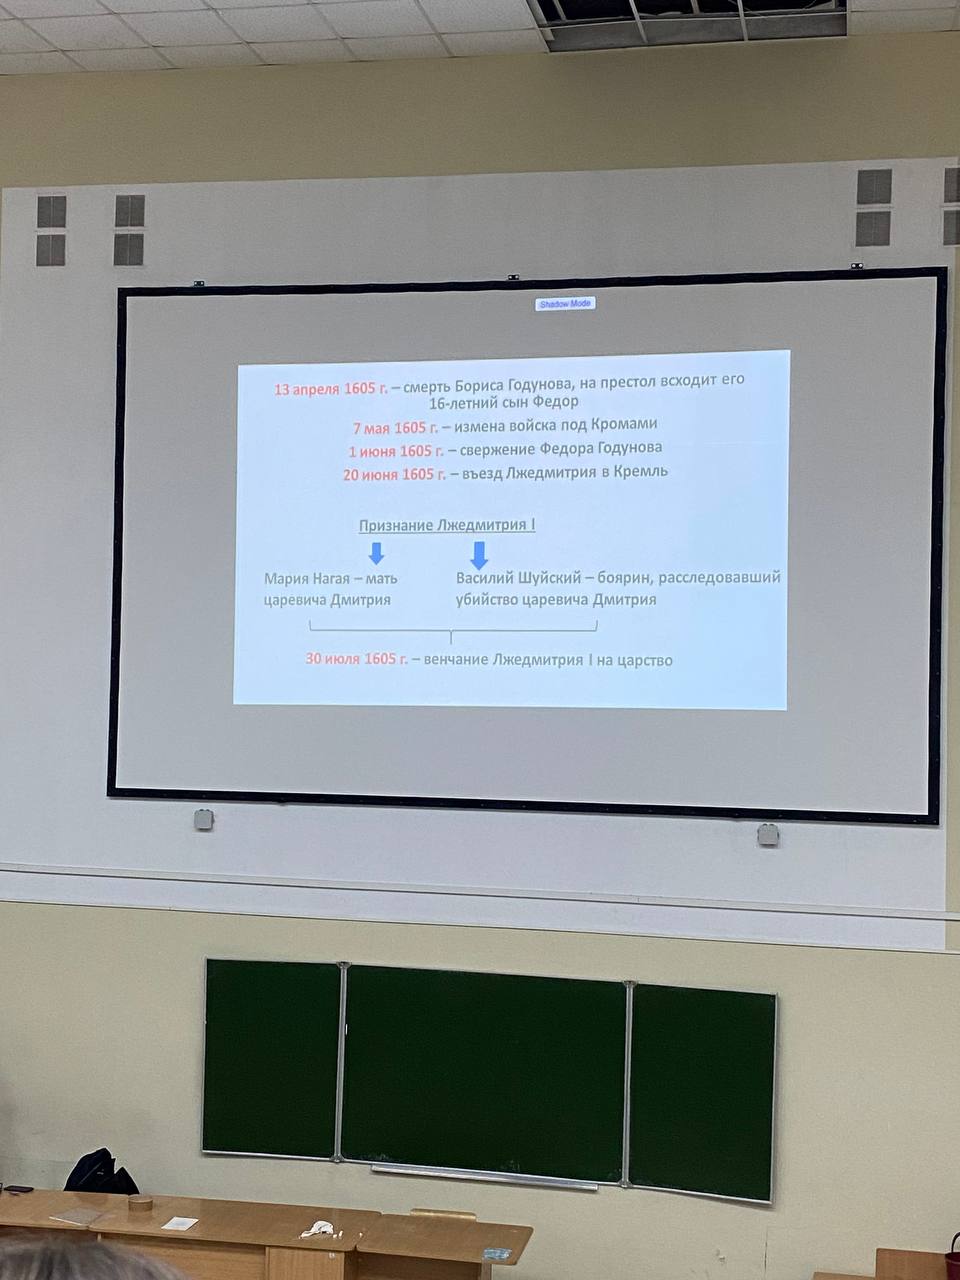 Shadow Mode
13 апреля 1605 г. – смерть Бориса Годунова, на престол всходит его
16-летний сын Федор
7 мая 1605 г. – измена войска под Кромами
1 июня 1605 г. – свержение Федора Годунова
20 июня 1605 г. – въезд Лжедмитрия в Кремль
Признание Лжедмитрия I
Мария Нагая – мать
царевича Дмитрия
Василий Шуйский – боярин, расследовавший
убийство царевича Дмитрия
30 июля 1605 г. – венчание Лжедмитрия I на царство